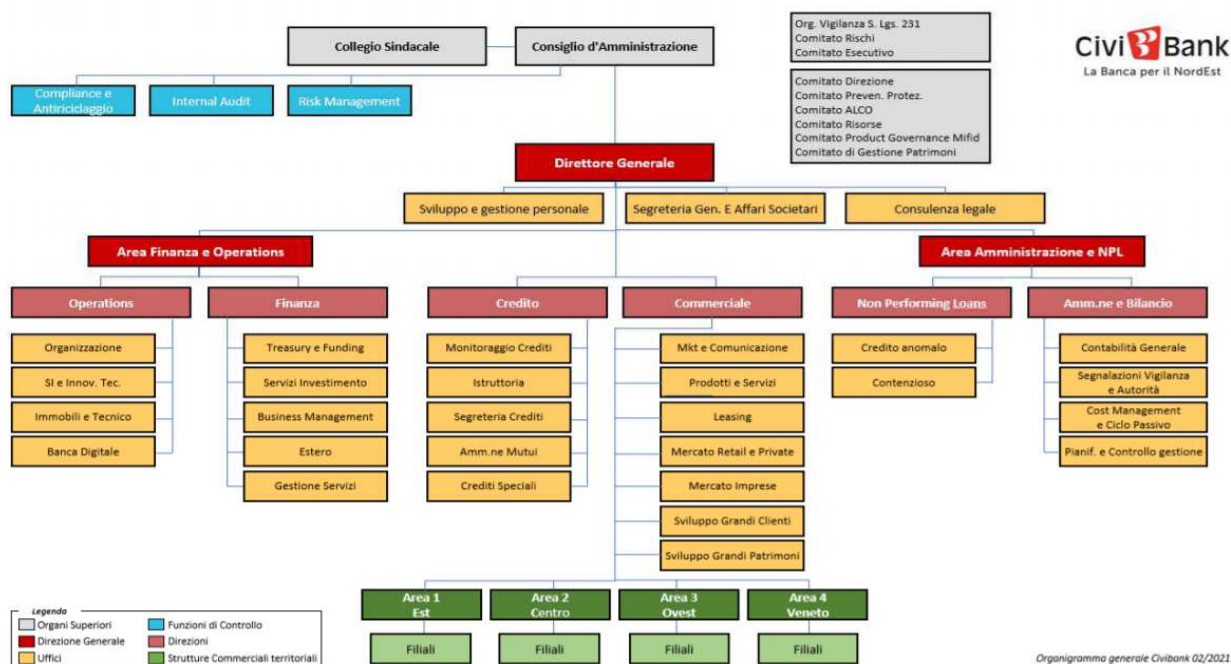 Collegio Sindacale
Consiglio d'Amministrazione
Org. Vigilanza S. Lgs. 231
Comitato Rischi
Comitato Esecutivo
Civi Bank
La Banca per il NordEst
Comitato Direzione
Comitato Preven. Protez.
Comitato ALCO
Comitato Risorse
Comitato Product Governance Mifid
Comitato di Gestione Patrimoni
Compliance e
Antiriciclaggio
Internal Audit
Risk Management
Direttore Generale
Sviluppo e gestione personale
Segreteria Gen. E Affari Societari
Consulenza legale
Area Finanza e Operations
Area Amministrazione e NPL
Operations
Finanza
Credito
Commerciale
Non Performing Loans
Amm.ne e Bilancio
Organizzazione
SI e Innov. Tec.
Immobili e Tecnico
Banca Digitale
Treasury e Funding
Servizi Investimento
Business Management
Estero
Gestione Servizi
Monitoraggio Crediti
Istruttoria
Segreteria Crediti
Amm.ne Mutui
Crediti Speciali
Mkt e Comunicazione
Prodotti e Servizi
Leasing
Mercato Retail e Private
Mercato Imprese
Sviluppo Grandi Clienti
Sviluppo Grandi Patrimoni
Credito anomalo
Contenzioso
Contabilità Generale
Segnalazioni Vigilanza
e Autorità
Cost Management
e Ciclo Passivo
Pianif. e Controllo gestione
Area 1
Est
Area 2
Centro
Area 3
Ovest
Area 4
Veneto
Filiali
Filiali
Filiali
Filiali
Legenda
Organi Superiori
Funzioni di Controllo
Direzione Generale
Direzioni
Uffici
Strutture Commerciali territoriali
Organigramma generale Civibank 02/2021